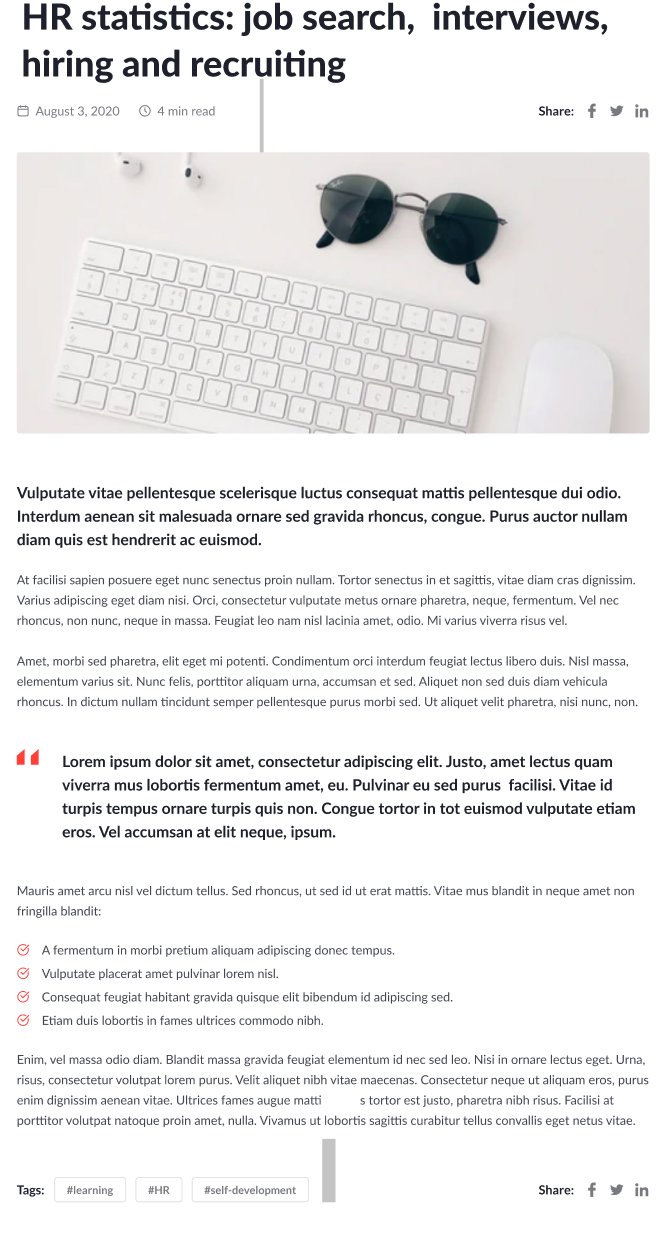 HR statistics: job search, interviews,
hiring and recruiting
August 3, 2020 4 min read Share:
Vulputate vitae pellentesque scelerisque luctus consequat mattis pellentesque dui odio.
Interdum aenean sit malesuada ornare sed gravida rhoncus, congue. Purus auctor nullam
diam quis est hendrerit ac euismod.
At facilisi sapien posuere eget nunc senectus proin nullam. Tortor senectus in et sagittis, vitae diam cras dignissim.
Varius adipiscing eget diam nisi. Orci, consectetur vulputate metus ornare pharetra, neque, fermentum. Vel nec
rhoncus, non nunc, neque in massa. Feugiat leo nam nisl lacinia amet, odio. Mi varius viverra risus vel.
Amet, morbi sed pharetra, elit eget mi potenti. Condimentum orci interdum feugiat lectus libero duis. Nisl massa,
elementum varius sit. Nunc felis, porttitor aliquam urna, accumsan et sed. Aliquet non sed duis diam vehicula
rhoncus. In dictum nullam tincidunt semper pellentesque purus morbi sed. Ut aliquet velit pharetra, nisi nunc, non.
Lorem ipsum dolor sit amet, consectetur adipiscing elit. Justo, amet lectus quam
viverra mus lobortis fermentum amet, eu. Pulvinar eu sed purus facilisi. Vitae id
turpis tempus ornare turpis quis non. Congue tortor in tot euismod vulputate etiam
eros. Vel accumsan at elit neque, ipsum.
Mauris amet arcu nisl vel dictum tellus. Sed rhoncus, ut sed id ut erat mattis. Vitae mus blandit in neque amet non
fringilla blandit:
A fermentum in morbi pretium aliquam adipiscing donec tempus.
Vulputate placerat amet pulvinar lorem nisl.
Consequat feugiat habitant gravida quisque elit bibendum id adipiscing sed.
Etiam duis lobortis in fames ultrices commodo nibh.
Enim, vel massa odio diam. Blandit massa gravida feugiat elementum id nec sed leo. Nisi in ornare lectus eget. Urna,
risus, consectetur volutpat lorem purus. Velit aliquet nibh vitae maecenas. Consectetur neque ut aliquam eros, purus
enim dignissim aenean vitae. Ultrices fames augue matti s tortor est justo, pharetra nibh risus. Facilisi at
porttitor volutpat natoque proin amet, nulla. Vivamus ut lobortis sagittis curabitur tellus convallis eget netus vitae.
Tags: #learning #HR #self-development Share: